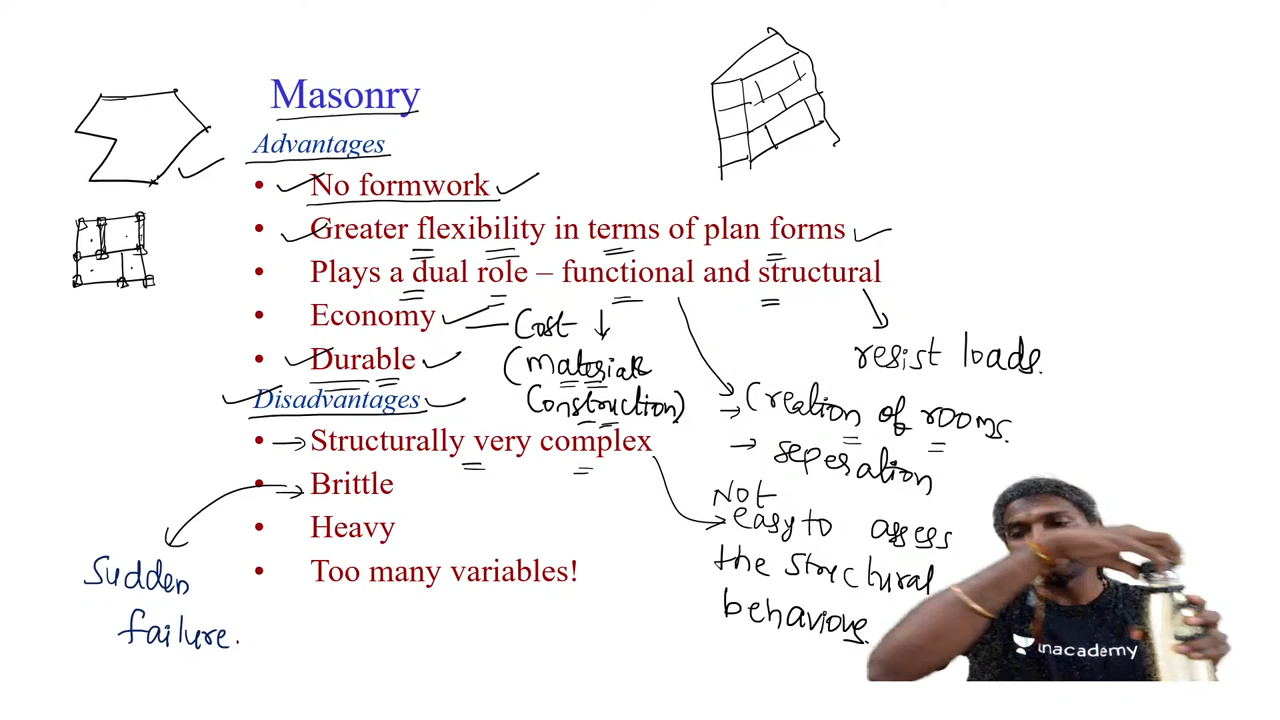 Masonry
Advantages
• No formwork
• Greater flexibility in terms of plan forms
• Plays a dual role – functional and structural
• Economy
• Durable
Cost ↓
(materials
Construction)
resist loads.
→ Creation of rooms.
→ seperation
Disadvantages
• → Structurally very complex
• Brittle
• Heavy
• Too many variables!
Not
easy to assess
the structural
behaviour.
Sudden
failure.
unacademy